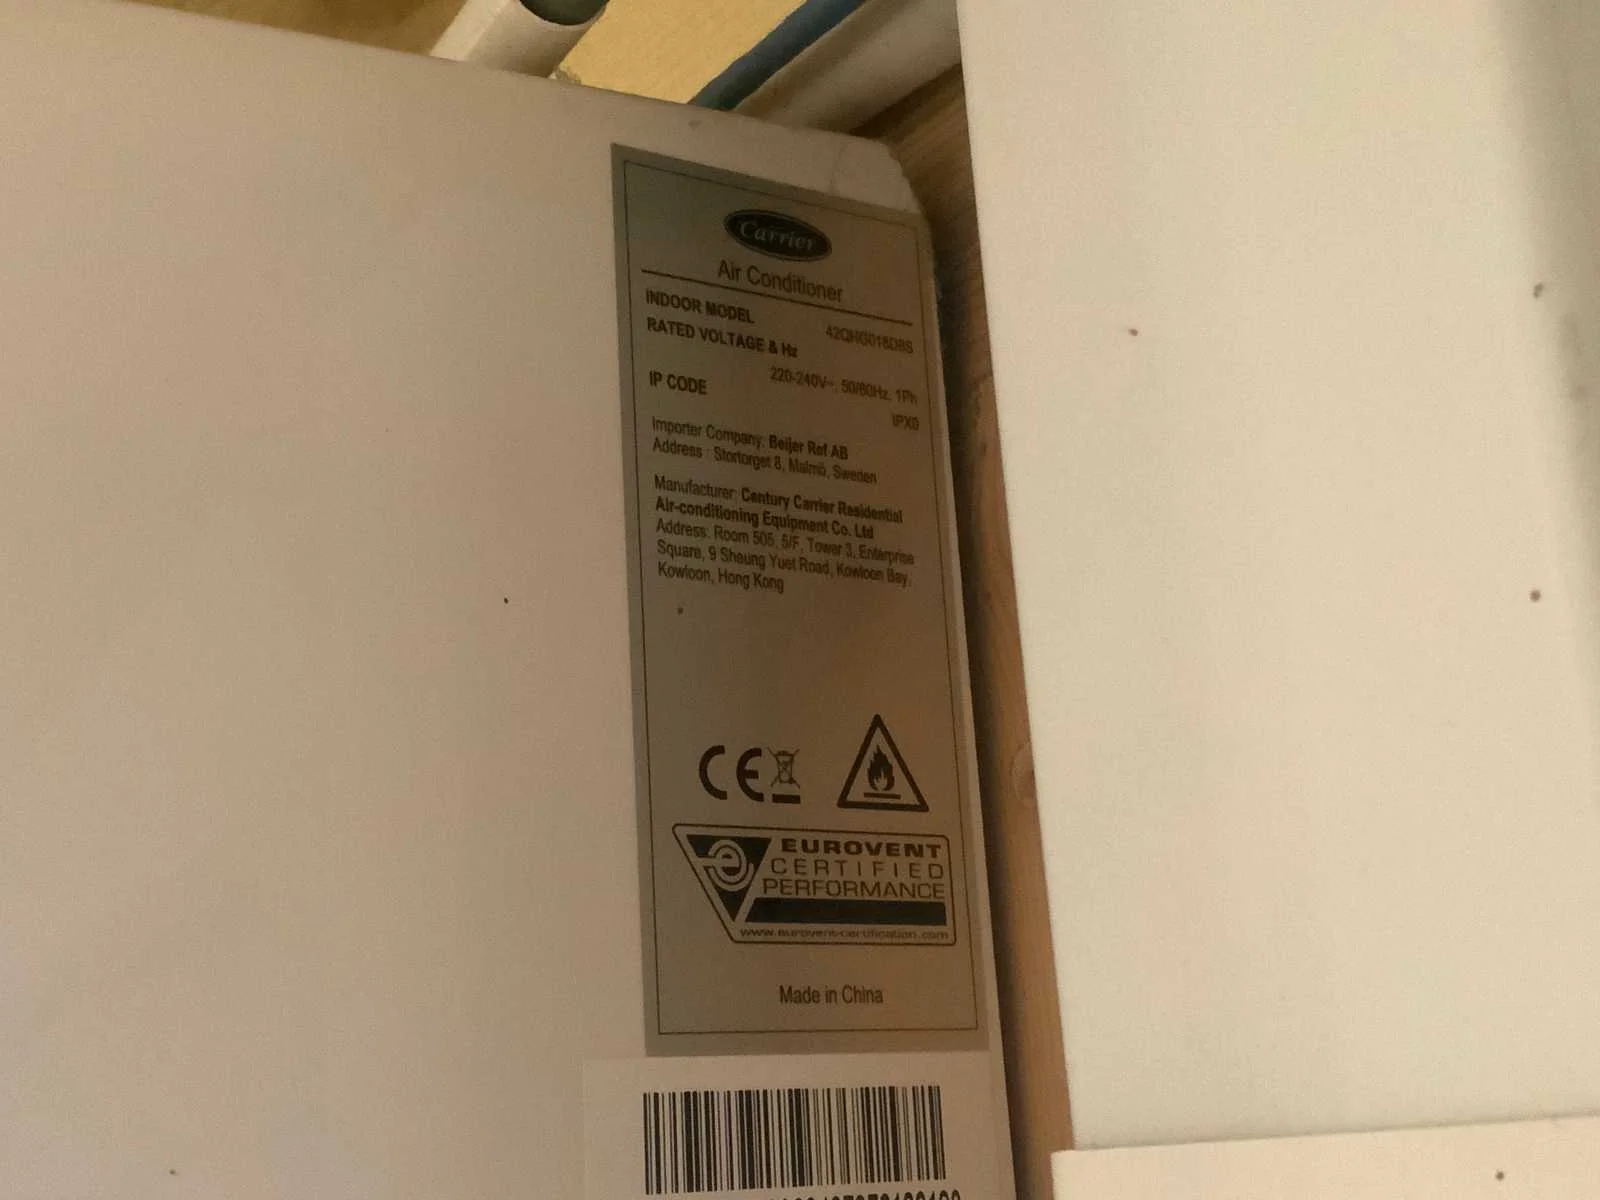 Carrier
Air Conditioner
INDOOR MODEL 42QHG018D8S
RATED VOLTAGE & Hz
220-240V~, 50/60Hz, 1Ph
IP CODE IPX0
Importer Company: Beijer Ref AB
Address : Stortorget 8, Malmö, Sweden
Manufacturer: Century Carrier Residential
Air-conditioning Equipment Co. Ltd
Address: Room 505, 5/F, Tower 3, Enterprise
Square, 9 Sheung Yuet Road, Kowloon Bay,
Kowloon, Hong Kong
CE
EUROVENT
CERTIFIED
PERFORMANCE
www.eurovent-certification.com
Made in China